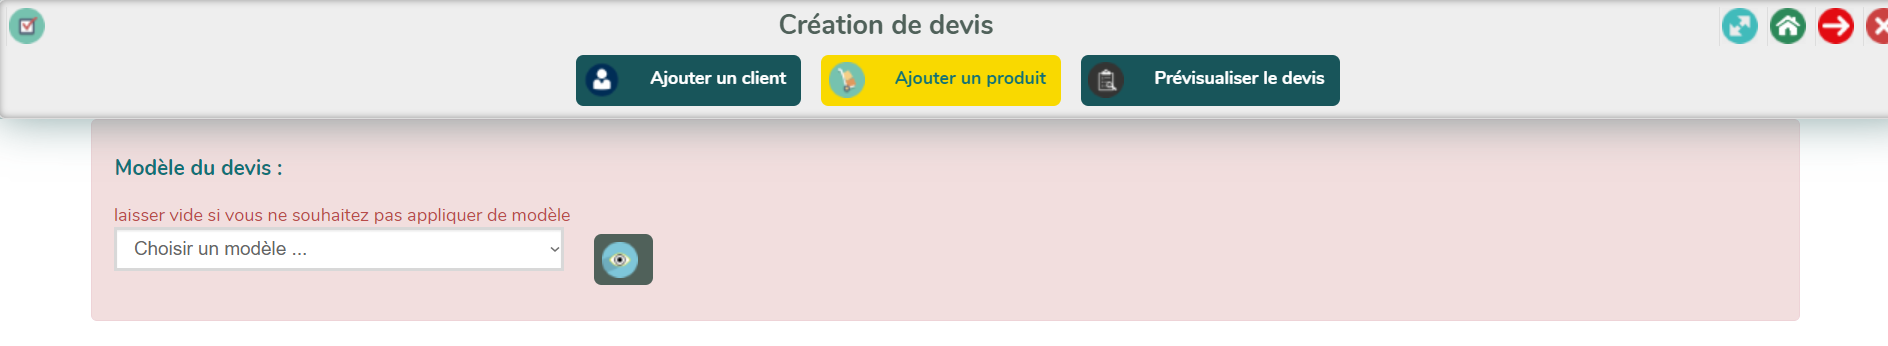 Création de devis
Ajouter un client
Ajouter un produit
Prévisualiser le devis
Modèle du devis :
laisser vide si vous ne souhaitez pas appliquer de modèle
Choisir un modèle ...